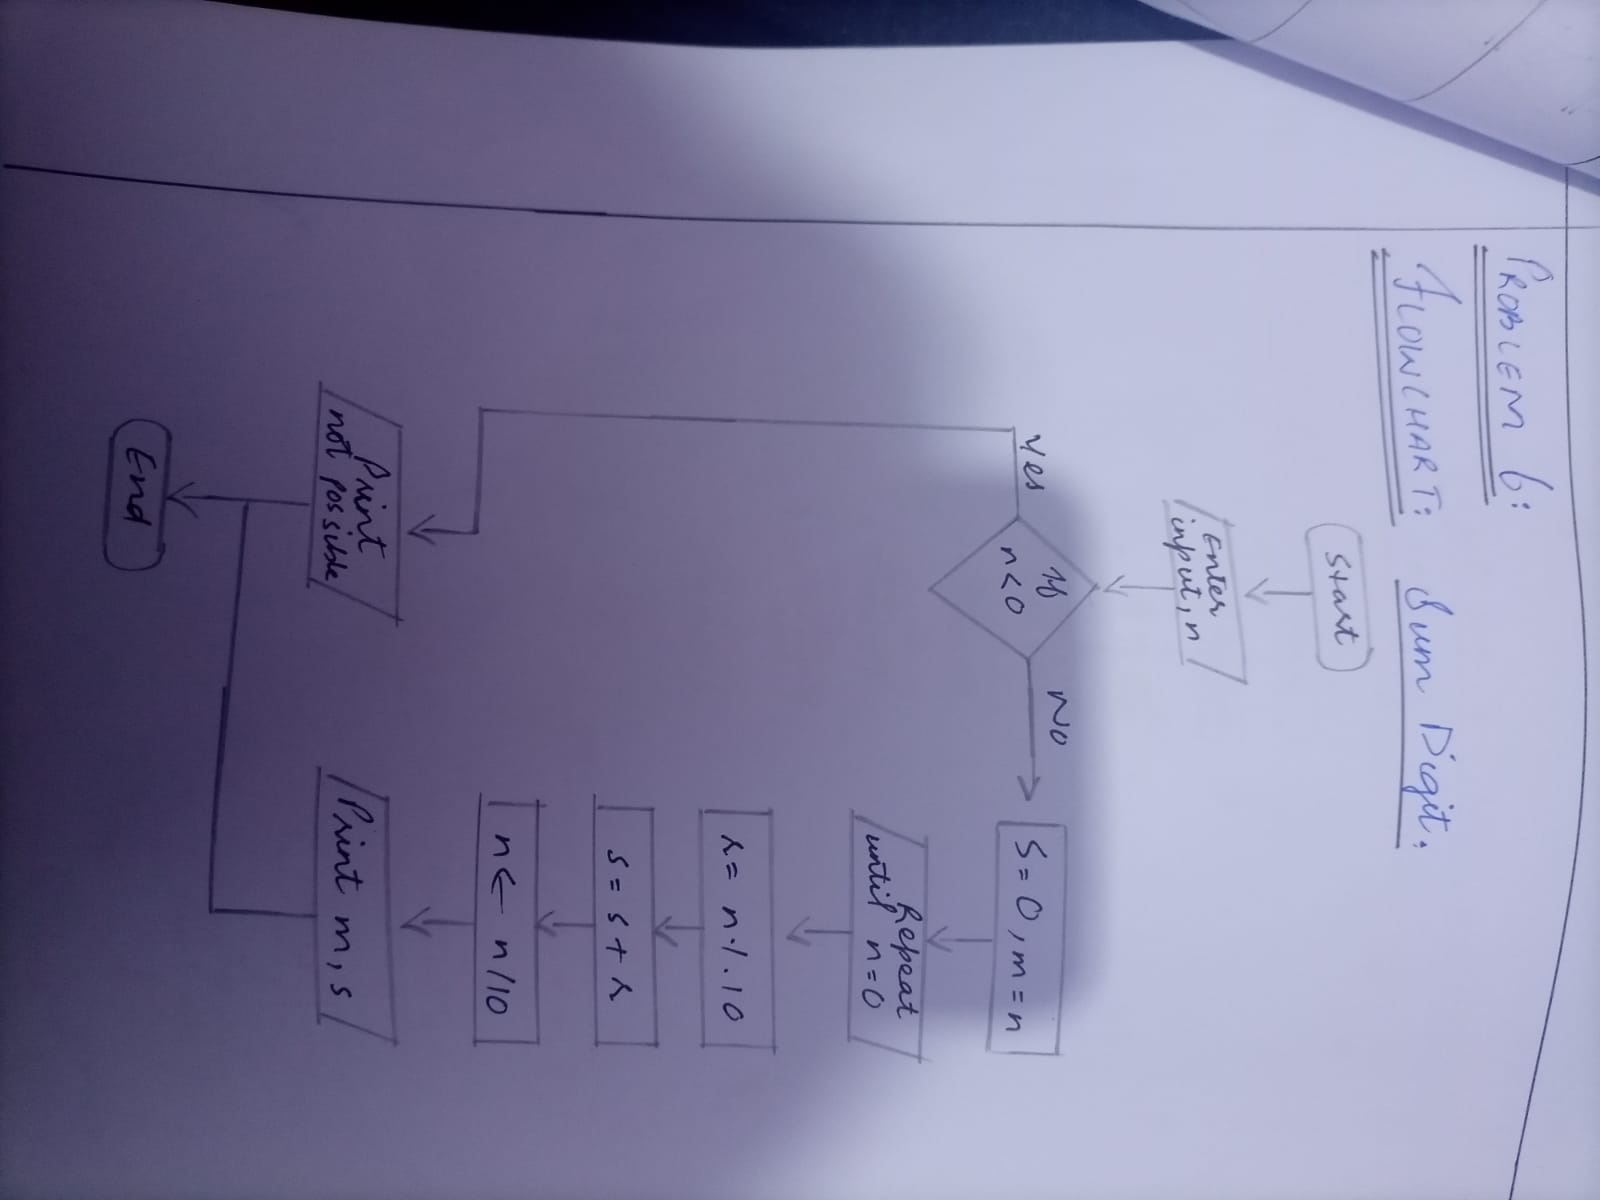 PROBLEM 6:
FLOWCHART: Sum Digit:
Start
Enter
input, n
If
n<0
Yes
No
S=0, m=n
Repeat
until n=0
r= n%10
s= s+r
n← n/10
Print m, s
Print
not possible
End